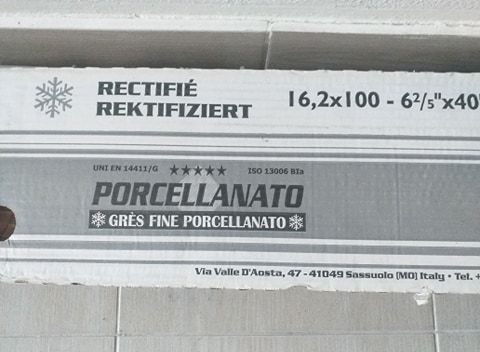 RECTIFIÉ
REKTIFIZIERT
16,2x100 - 6²/₅"x40"
UNI EN 14411/G ★★★★★ ISO 13006 BIa
PORCELLANATO
GRÈS FINE PORCELLANATO
Via Valle D'Aosta, 47 - 41049 Sassuolo (MO) Italy • Tel. +